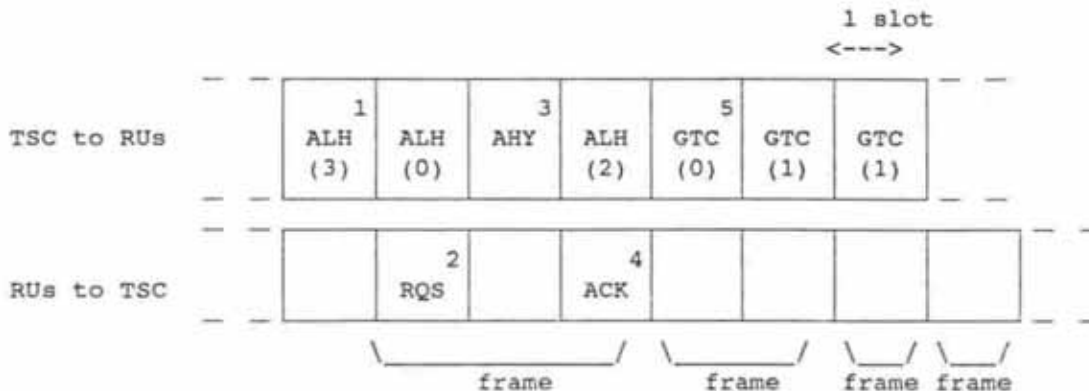 1 slot
<--->
1 3 5
TSC to RUs ALH ALH AHY ALH GTC GTC GTC
(3) (0) (2) (0) (1) (1)
2 4
RUs to TSC RQS ACK
frame frame frame frame